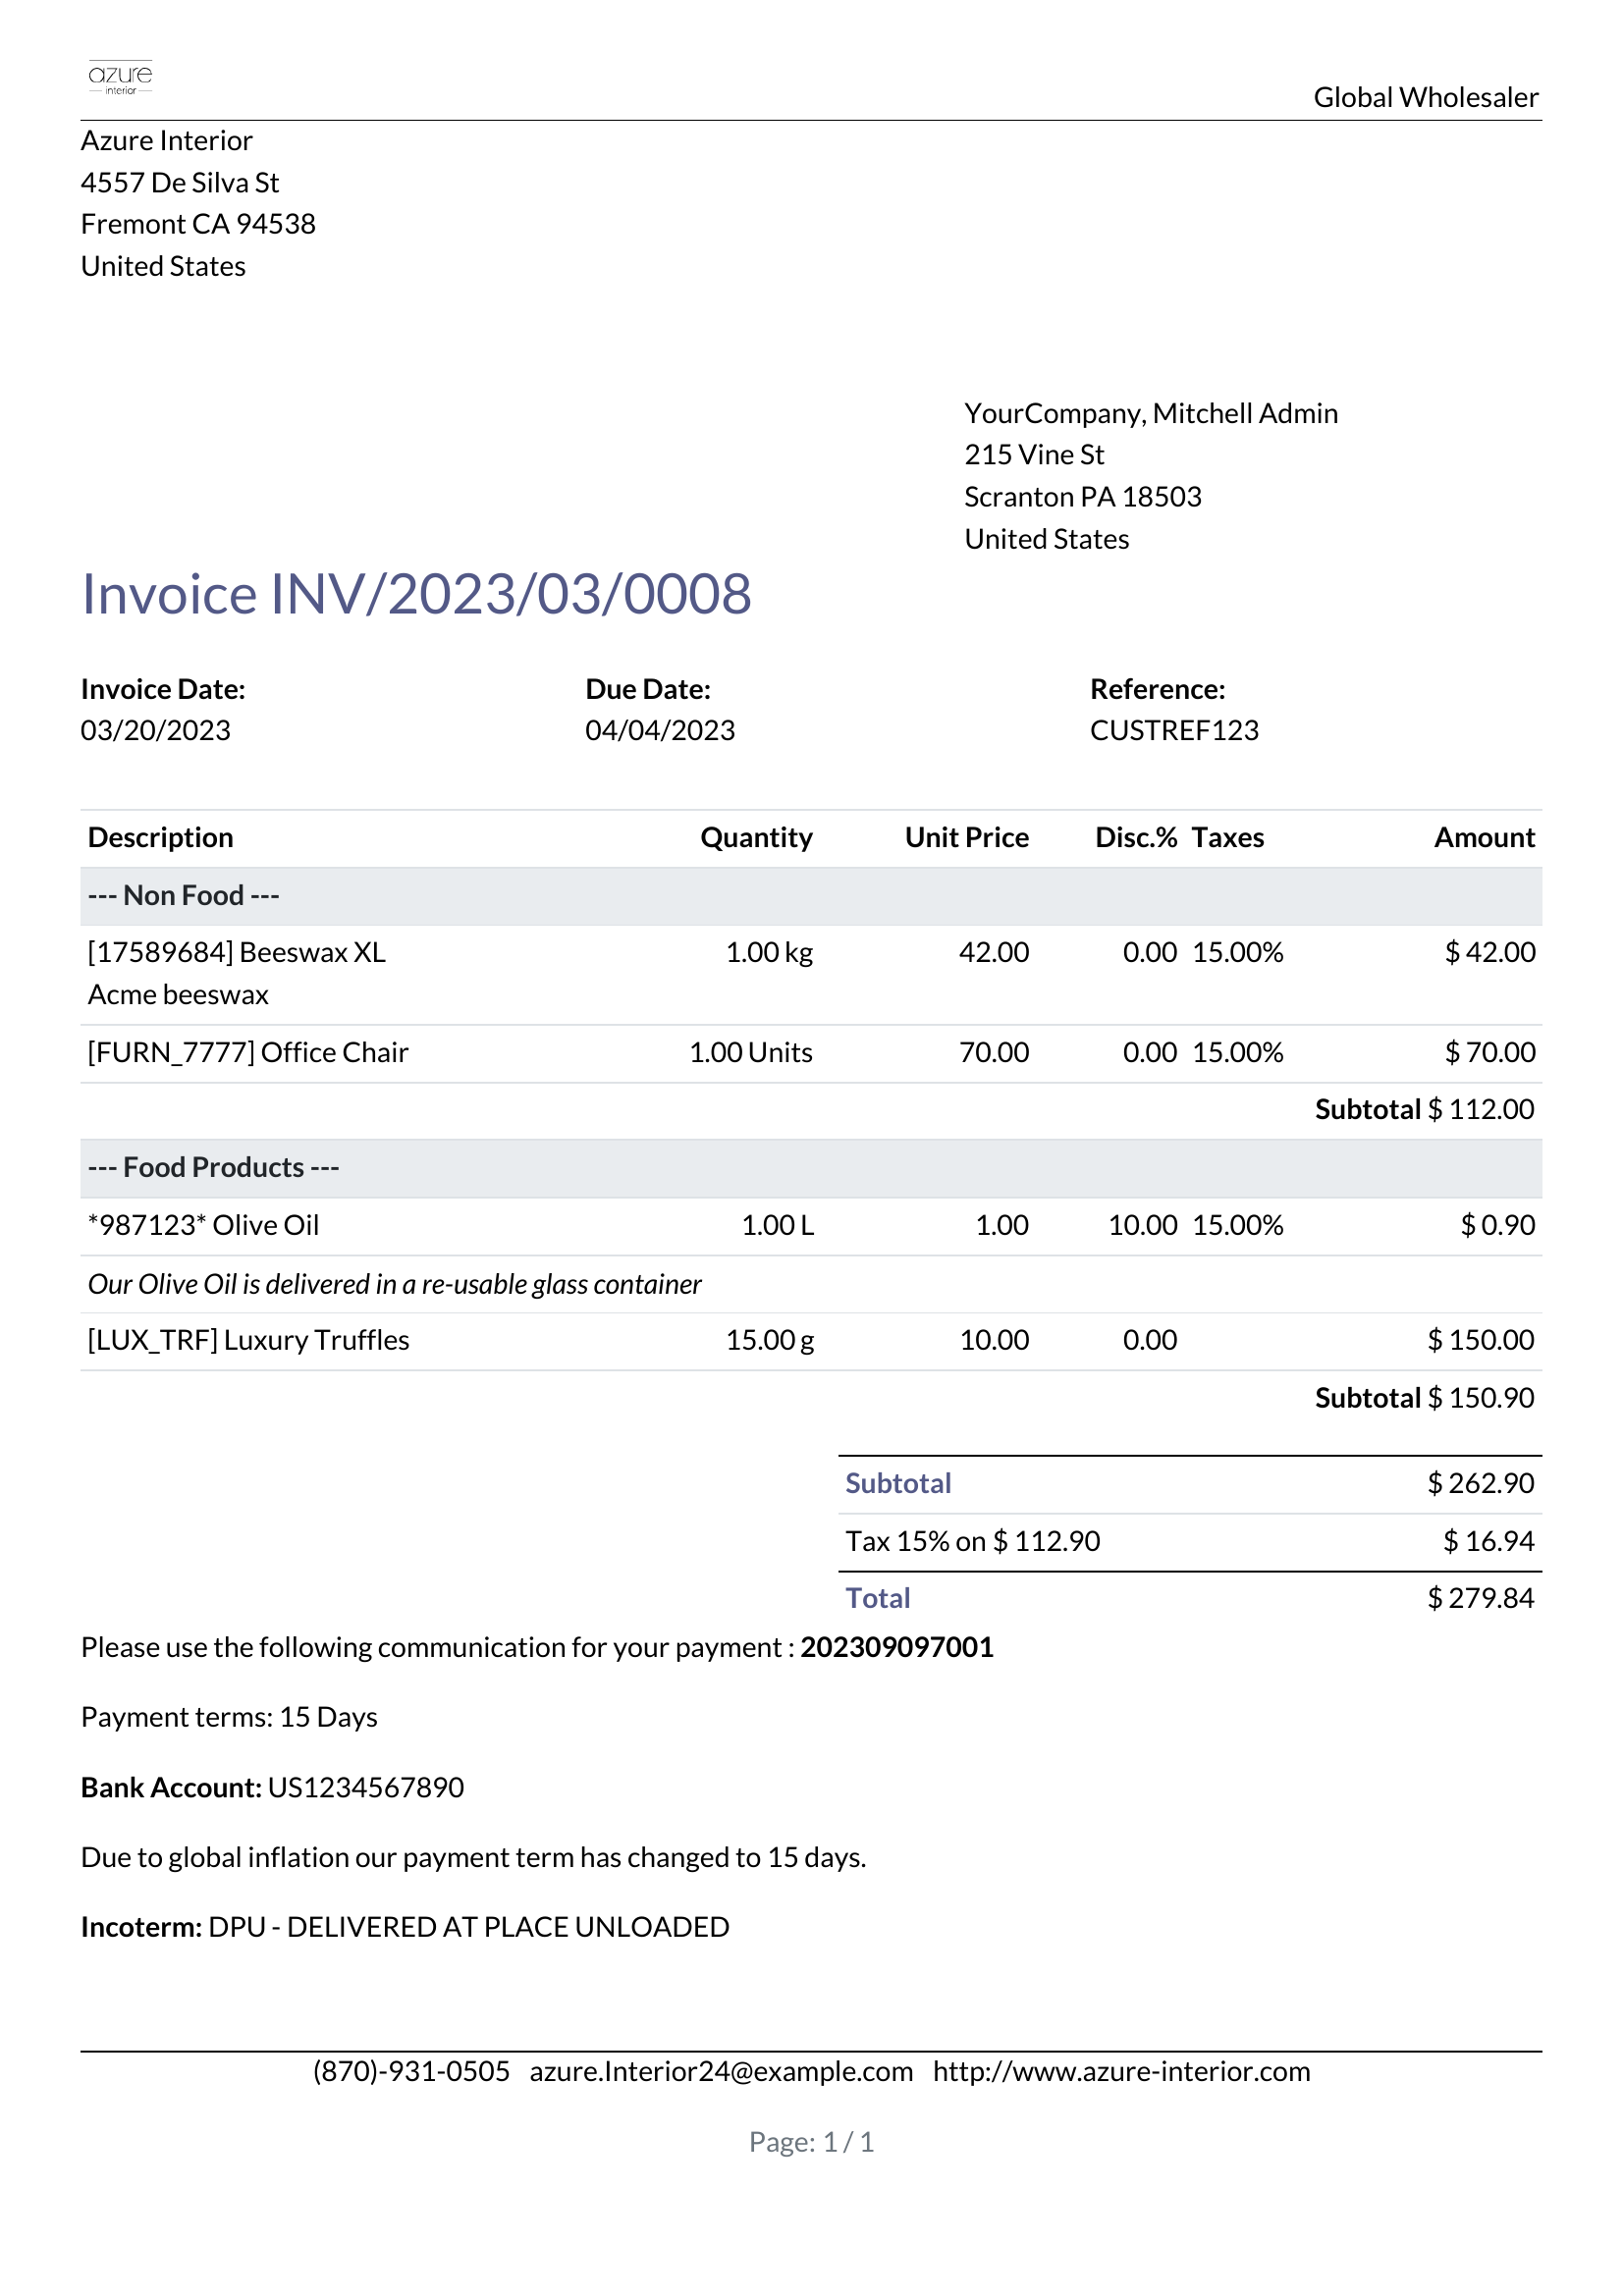 azure
interior
Global Wholesaler
Azure Interior
4557 De Silva St
Fremont CA 94538
United States
YourCompany, Mitchell Admin
215 Vine St
Scranton PA 18503
United States
Invoice INV/2023/03/0008
Invoice Date: Due Date: Reference:
03/20/2023 04/04/2023 CUSTREF123
Description Quantity Unit Price Disc.% Taxes Amount
--- Non Food ---
[17589684] Beeswax XL 1.00 kg 42.00 0.00 15.00% $ 42.00
Acme beeswax
[FURN_7777] Office Chair 1.00 Units 70.00 0.00 15.00% $ 70.00
Subtotal $ 112.00
--- Food Products ---
*987123* Olive Oil 1.00 L 1.00 10.00 15.00% $ 0.90
Our Olive Oil is delivered in a re-usable glass container
[LUX_TRF] Luxury Truffles 15.00 g 10.00 0.00 $ 150.00
Subtotal $ 150.90
Subtotal $ 262.90
Tax 15% on $ 112.90 $ 16.94
Total $ 279.84
Please use the following communication for your payment : 202309097001
Payment terms: 15 Days
Bank Account: US1234567890
Due to global inflation our payment term has changed to 15 days.
Incoterm: DPU - DELIVERED AT PLACE UNLOADED
(870)-931-0505 azure.Interior24@example.com http://www.azure-interior.com
Page: 1 / 1